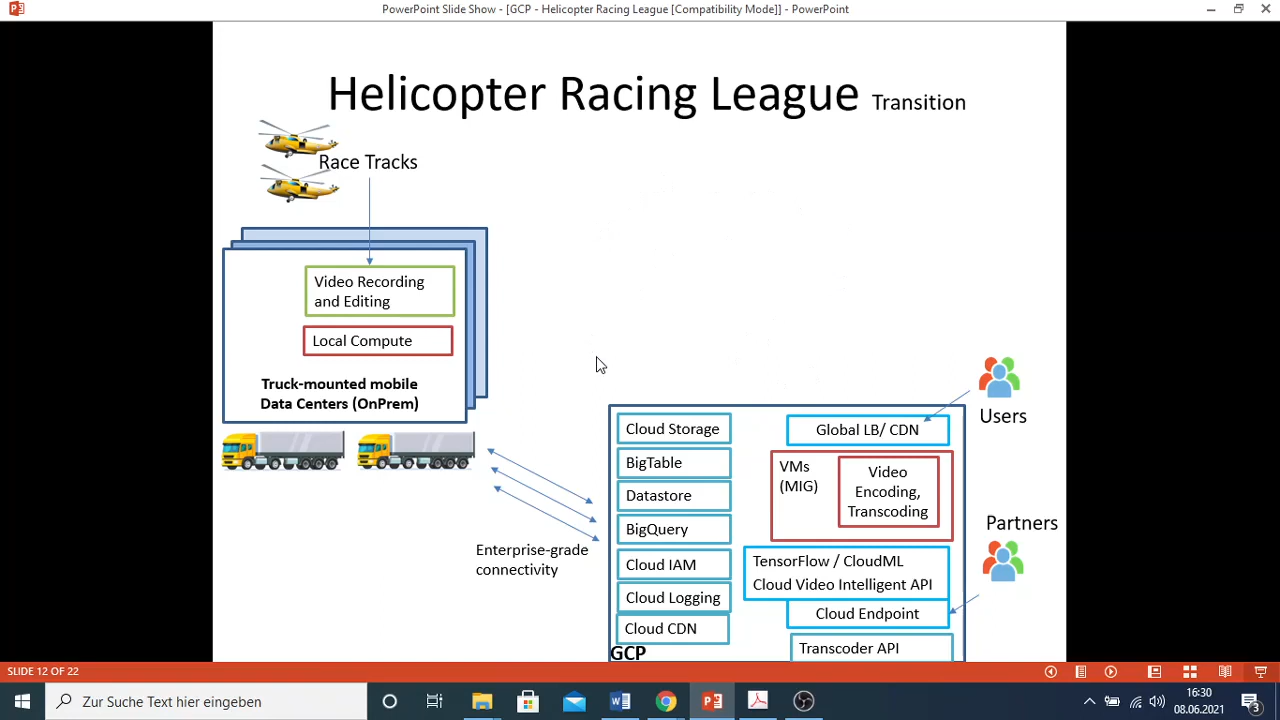 PowerPoint Slide Show - [GCP - Helicopter Racing League [Compatibility Mode]] - PowerPoint
Helicopter Racing League Transition
Race Tracks
Video Recording
and Editing
Local Compute
Truck-mounted mobile
Data Centers (OnPrem)
Enterprise-grade
connectivity
Cloud Storage
BigTable
Datastore
BigQuery
Cloud IAM
Cloud Logging
Cloud CDN
GCP
Global LB/ CDN
VMs
(MIG)
Video
Encoding,
Transcoding
TensorFlow / CloudML
Cloud Video Intelligent API
Cloud Endpoint
Transcoder API
Users
Partners
SLIDE 12 OF 22
Zur Suche Text hier eingeben
16:30
08.06.2021
3